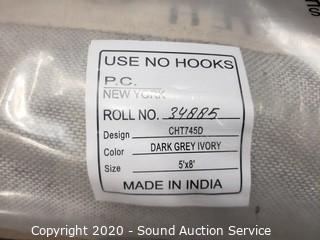 USE NO HOOKS
P.C.
NEW YORK
ROLL NO. 34885
Design CHT745D
Color DARK GREY IVORY
Size 5'x8'
MADE IN INDIA
Copyright 2020 - Sound Auction Service